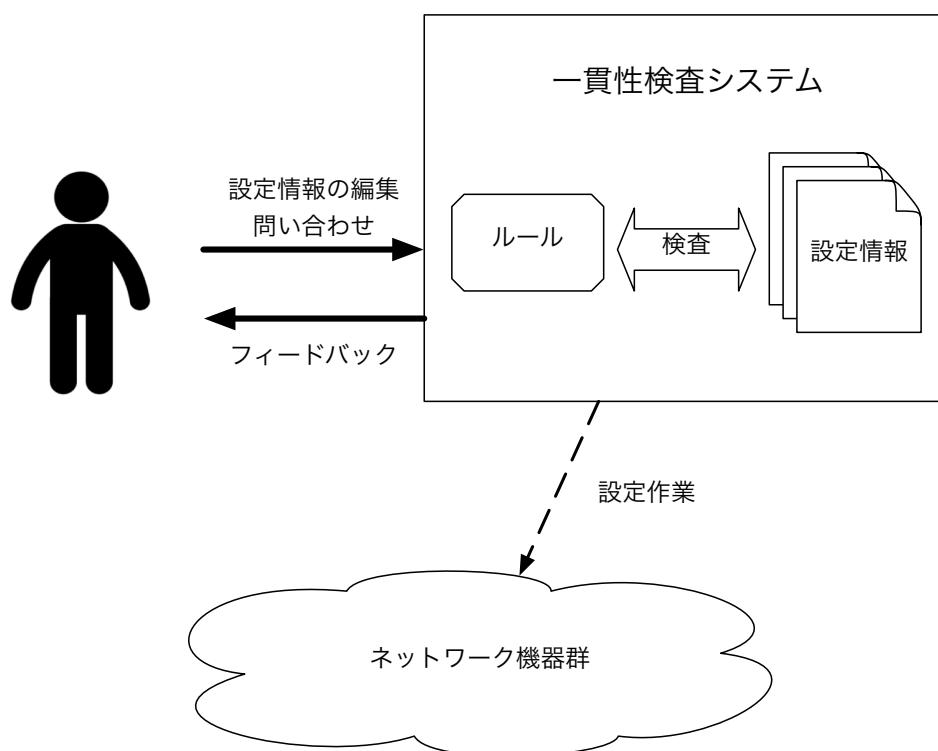 一貫性検査システム
設定情報の編集
問い合わせ
ルール
検査
設定情報
フィードバック
設定作業
ネットワーク機器群